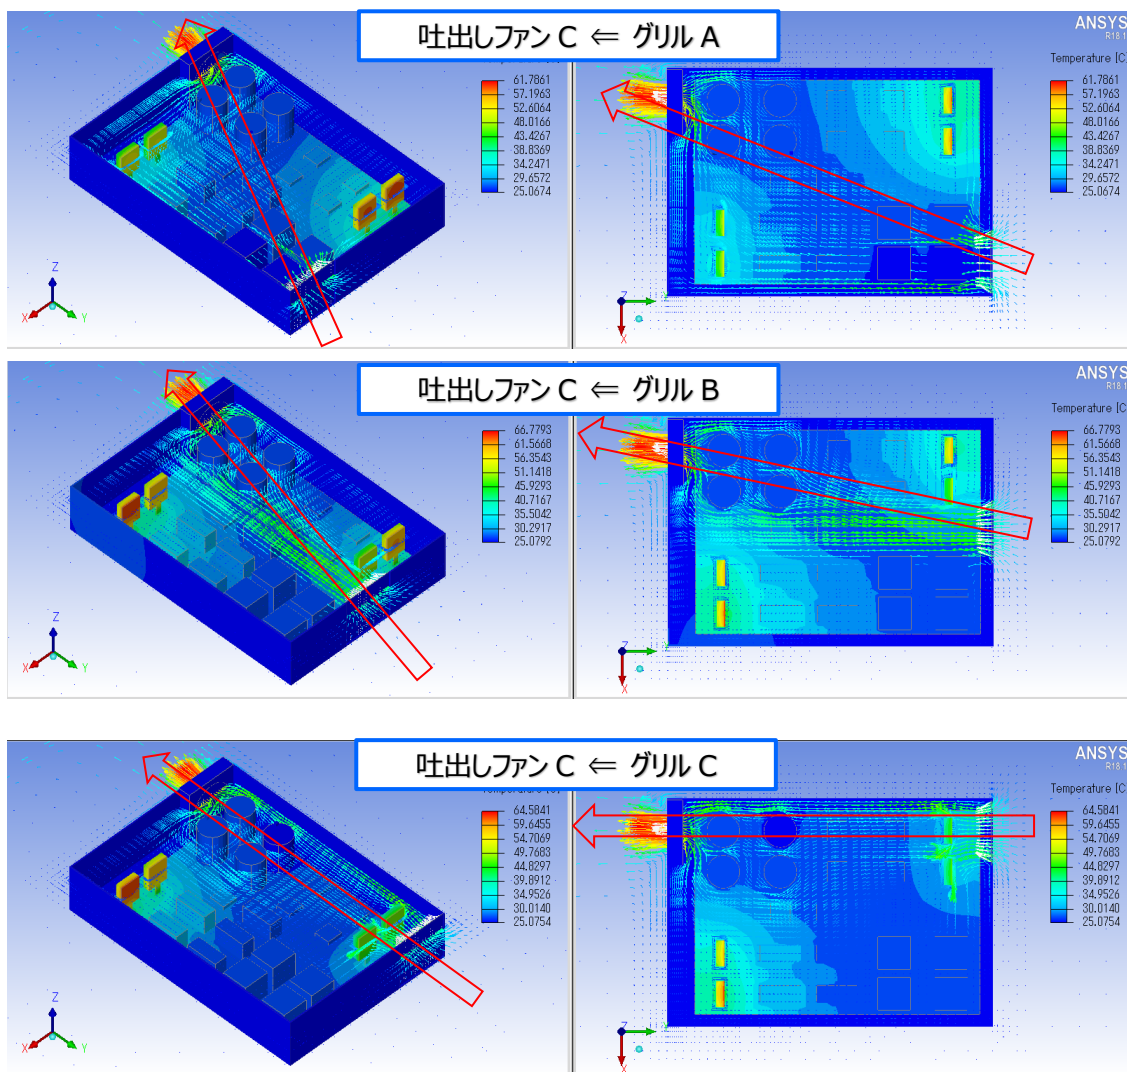 吐出しファン C ⇐ グリル A
ANSYS
R18.1
Temperature [C]
61.7861
57.1963
52.6064
48.0166
43.4267
38.8369
34.2471
29.6572
25.0674
61.7861
57.1963
52.6064
48.0166
43.4267
38.8369
34.2471
29.6572
25.0674
Z
X
Y
Z
X
吐出しファン C ⇐ グリル B
ANSYS
R18.1
Temperature [C]
66.7793
61.5668
56.3543
51.1418
45.9293
40.7167
35.5042
30.2917
25.0792
66.7793
61.5668
56.3543
51.1418
45.9293
40.7167
35.5042
30.2917
25.0792
Z
X
Y
Z
X
吐出しファン C ⇐ グリル C
ANSYS
R18.1
Temperature [C]
64.5841
59.6455
54.7069
49.7683
44.8297
39.8912
34.9526
30.0140
25.0754
64.5841
59.6455
54.7069
49.7683
44.8297
39.8912
34.9526
30.0140
25.0754
Z
X
Y
Z
X